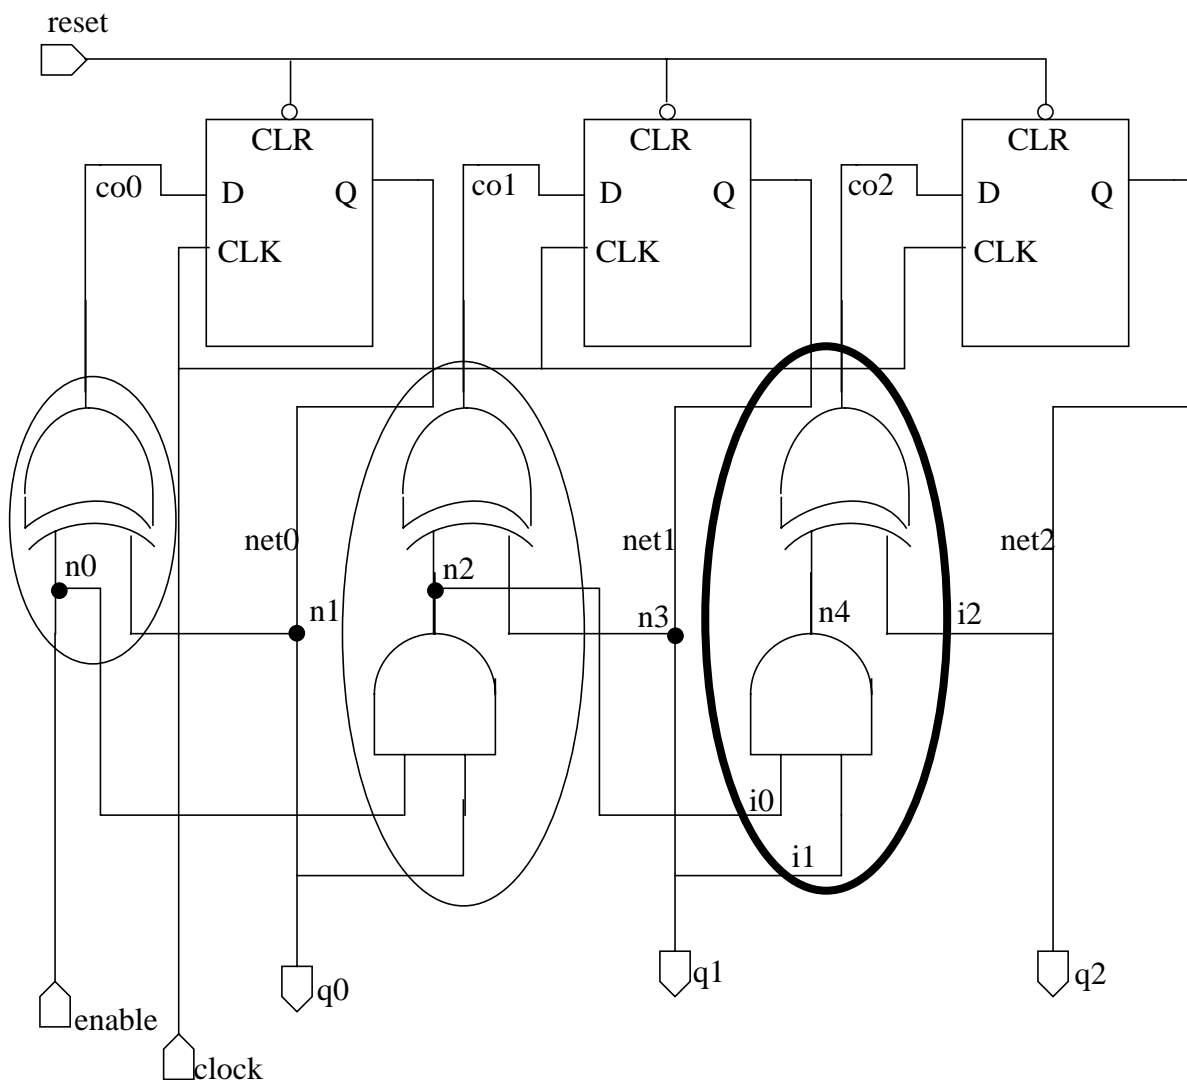 reset
CLR
CLR
CLR
co0
D
Q
co1
D
Q
co2
D
Q
CLK
CLK
CLK
net0
net1
net2
n0
n2
n1
n3
n4
i2
i0
i1
q0
q1
q2
enable
clock